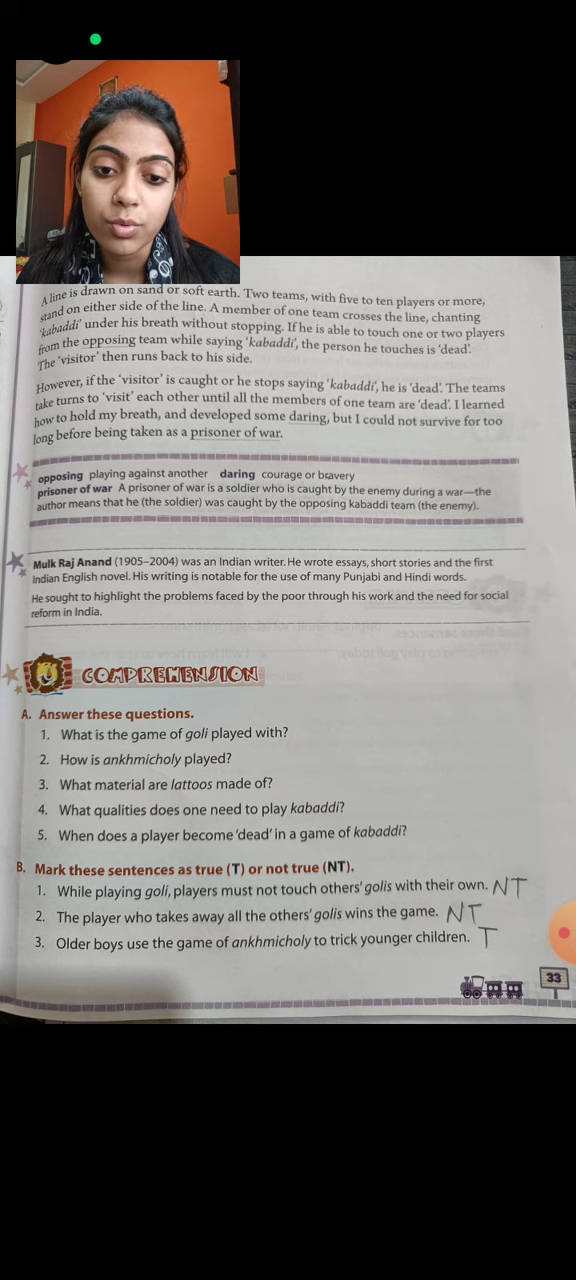 A line is drawn on sand or soft earth. Two teams, with five to ten players or more,
stand on either side of the line. A member of one team crosses the line, chanting
'kabaddi' under his breath without stopping. If he is able to touch one or two players
from the opposing team while saying 'kabaddi', the person he touches is 'dead'.
The 'visitor' then runs back to his side.
However, if the 'visitor' is caught or he stops saying 'kabaddi', he is 'dead'. The teams
take turns to 'visit' each other until all the members of one team are 'dead'. I learned
how to hold my breath, and developed some daring, but I could not survive for too
long before being taken as a prisoner of war.
opposing playing against another daring courage or bravery
prisoner of war A prisoner of war is a soldier who is caught by the enemy during a war—the
author means that he (the soldier) was caught by the opposing kabaddi team (the enemy).
Mulk Raj Anand (1905–2004) was an Indian writer. He wrote essays, short stories and the first
Indian English novel. His writing is notable for the use of many Punjabi and Hindi words.
He sought to highlight the problems faced by the poor through his work and the need for social
reform in India.
COMPREHENSION
A. Answer these questions.
1. What is the game of goli played with?
2. How is ankhmicholy played?
3. What material are lattoos made of?
4. What qualities does one need to play kabaddi?
5. When does a player become 'dead' in a game of kabaddi?
B. Mark these sentences as true (T) or not true (NT).
1. While playing goli, players must not touch others' golis with their own. NT
2. The player who takes away all the others' golis wins the game. NT
3. Older boys use the game of ankhmicholy to trick younger children. T
33